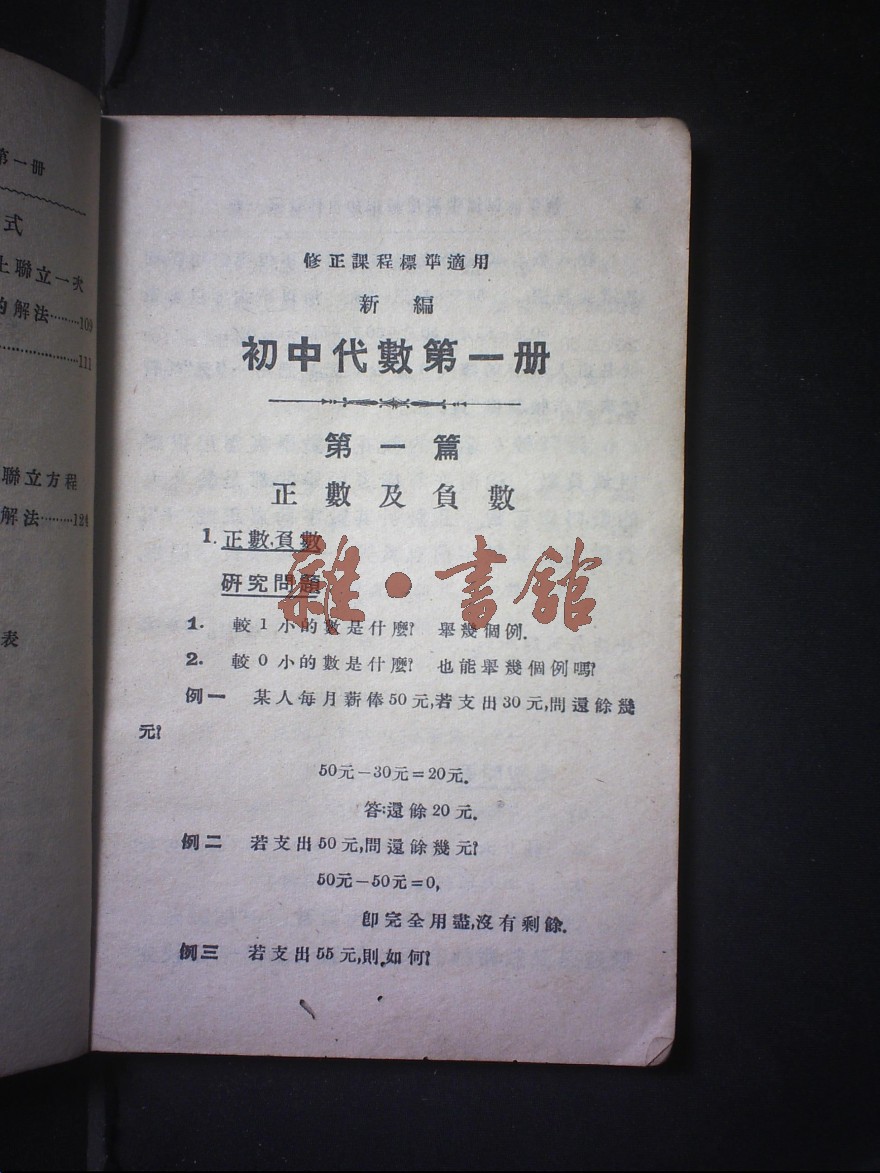 第一冊
式
上聯立一次
的解法………109
………………111
聯立方程
解法………124
表
修正課程標準適用
新編
初中代數第一册
第一篇
正數及負數
1. 正數,負數
研究問題
雜·書館
1. 較1小的數是什麼? 舉幾個例.
2. 較0小的數是什麼? 也能舉幾個例嗎?
例一 某人每月薪俸50元,若支出30元,問還餘幾
元?
50元-30元=20元.
答:還餘20元.
例二 若支出50元,問還餘幾元?
50元-50元=0,
卽完全用盡,沒有剩餘.
例三 若支出55元,則如何?